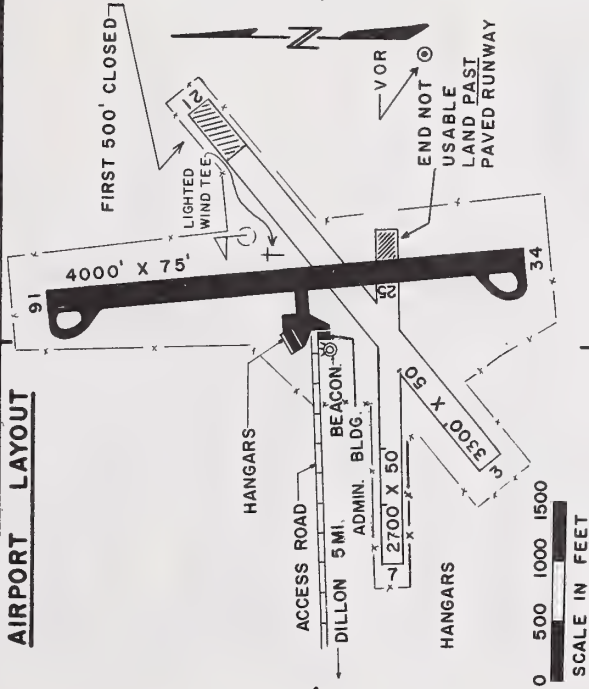 AIRPORT LAYOUT
FIRST 500' CLOSED
N
VOR
21
LIGHTED
WIND TEE
END NOT
USABLE
LAND PAST
PAVED RUNWAY
16
4000' X 75'
25
34
HANGARS
ACCESS ROAD
BEACON
DILLON 5 MI.
ADMIN. BLDG.
2700' X 50'
7
3300' X 50'
3
HANGARS
0 500 1000 1500
SCALE IN FEET